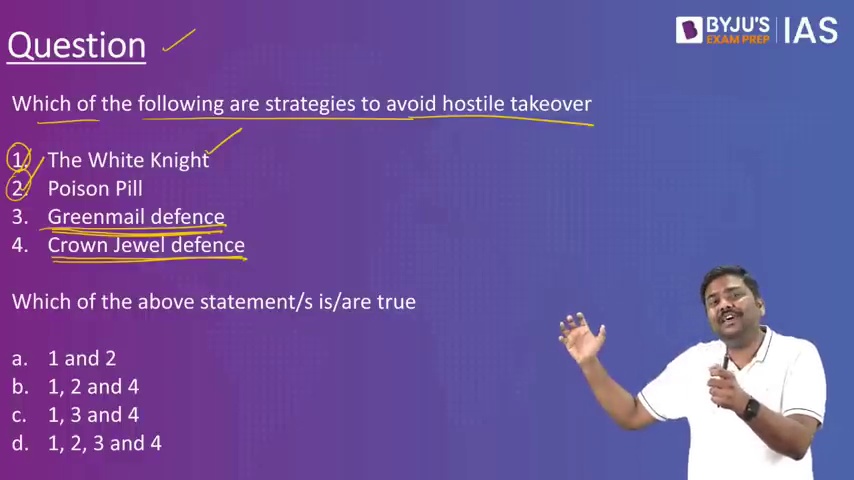 Question
BYJU'S
EXAM PREP
IAS
Which of the following are strategies to avoid hostile takeover
1. The White Knight
2. Poison Pill
3. Greenmail defence
4. Crown Jewel defence
Which of the above statement/s is/are true
a. 1 and 2
b. 1, 2 and 4
c. 1, 3 and 4
d. 1, 2, 3 and 4